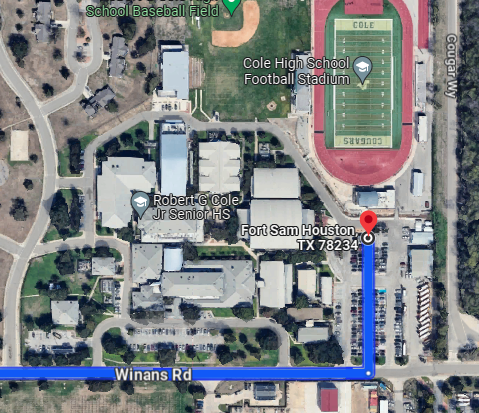 School Baseball Field
COLE
Cole High School
Football Stadium
Cougar Wy
COUGARS
Robert G Cole
Jr Senior HS
Fort Sam Houston,
TX 78234
Winans Rd